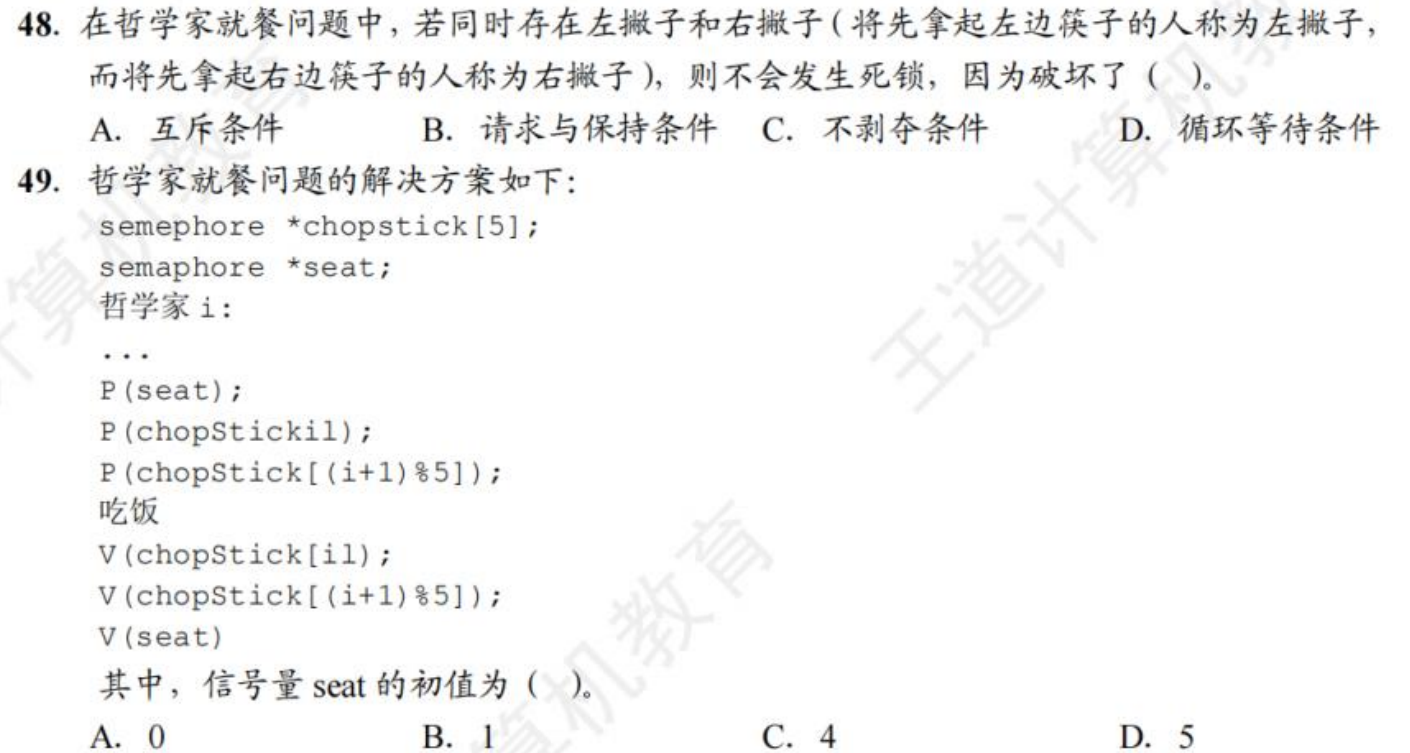 48. 在哲学家就餐问题中，若同时存在左撇子和右撇子(将先拿起左边筷子的人称为左撇子，
而将先拿起右边筷子的人称为右撇子)，则不会发生死锁，因为破坏了(  )。
A. 互斥条件  B. 请求与保持条件  C. 不剥夺条件  D. 循环等待条件
49. 哲学家就餐问题的解决方案如下：
semephore *chopstick[5];
semaphore *seat;
哲学家 i:
...
P(seat);
P(chopStickil);
P(chopStick[(i+1)%5]);
吃饭
V(chopStick[il);
V(chopStick[(i+1)%5]);
V(seat)
其中，信号量 seat 的初值为(  )。
A. 0  B. 1  C. 4  D. 5
王道计算机教育